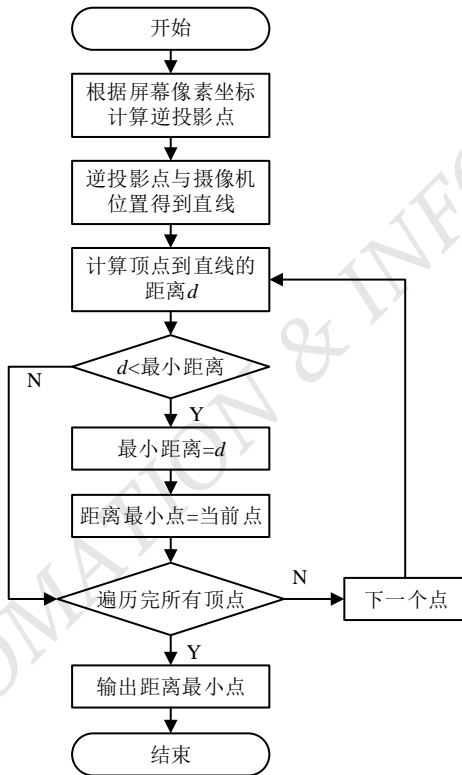 开始
根据屏幕像素坐标
计算逆投影点
逆投影点与摄像机
位置得到直线
计算顶点到直线的
距离d
d<最小距离
N
Y
最小距离=d
距离最小点=当前点
遍历完所有顶点
N
下一个点
Y
输出距离最小点
结束
OMATION & INFO